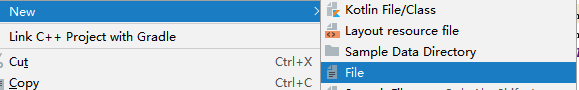 New
Link C++ Project with Gradle
Cut Ctrl+X
Copy Ctrl+C
Kotlin File/Class
Layout resource file
Sample Data Directory
File